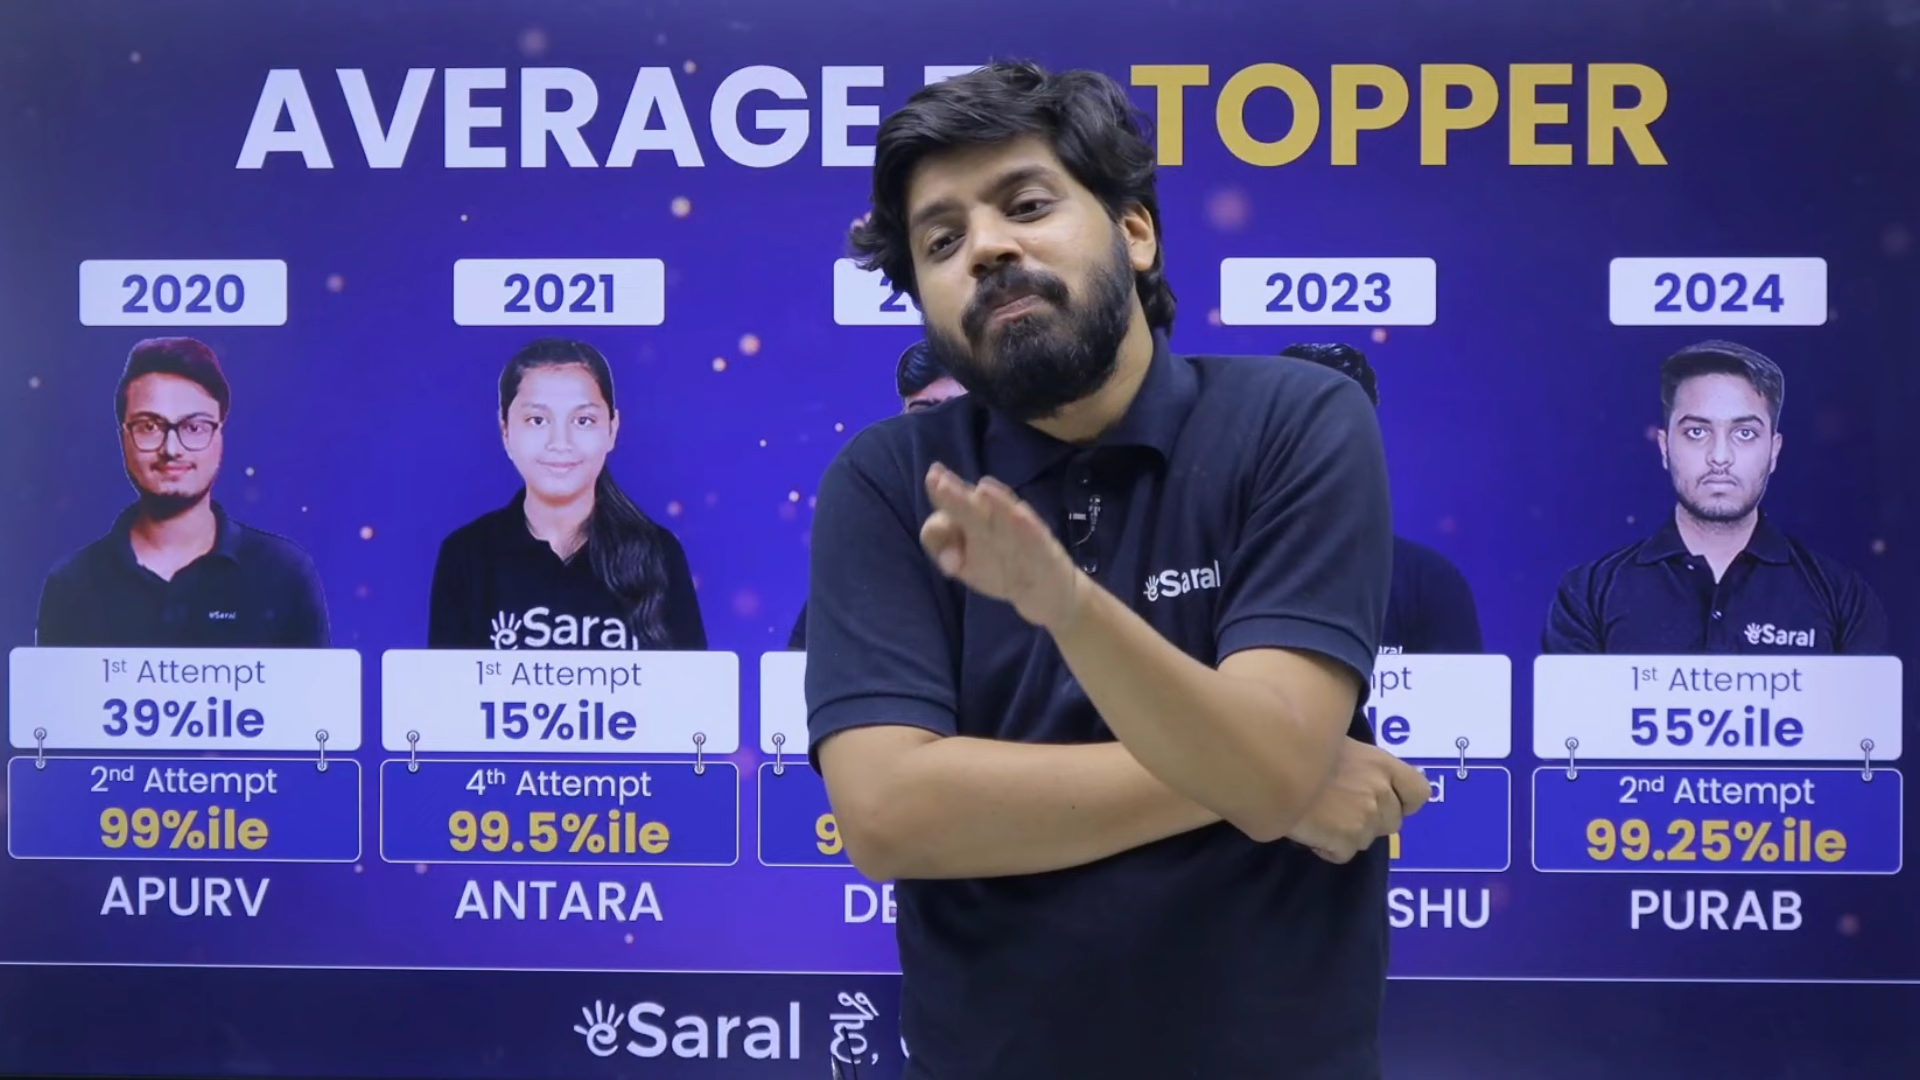 AVERAGE TOPPER
2020
2021
2023
2024
eSaral
eSaral
eSaral
1st Attempt
39%ile
2nd Attempt
99%ile
APURV
1st Attempt
15%ile
4th Attempt
99.5%ile
ANTARA
1st Attempt
55%ile
2nd Attempt
99.25%ile
PURAB
eSaral है,